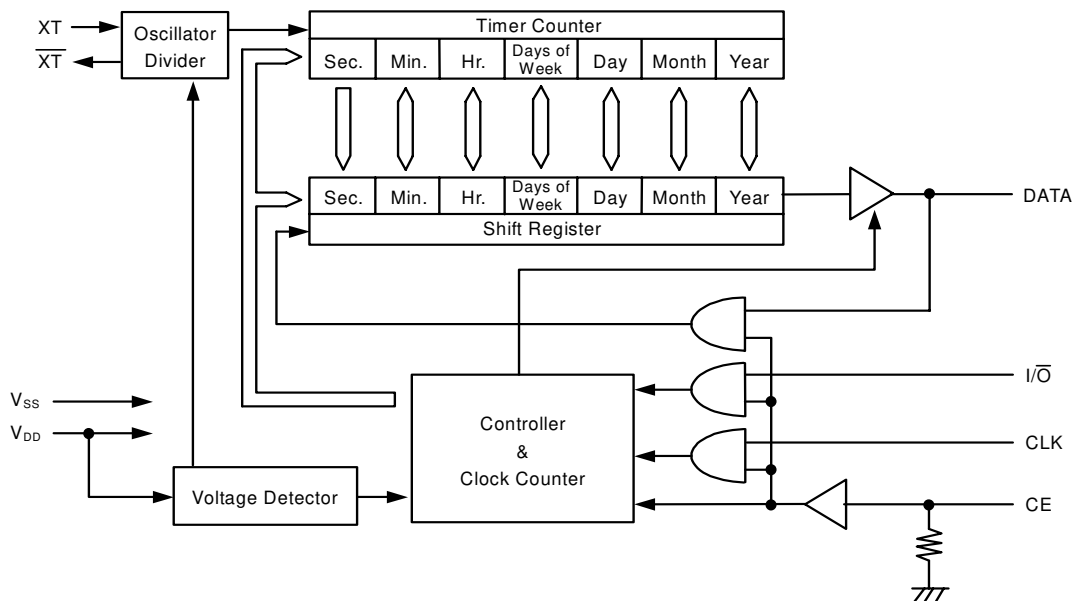 XT
X̅T̅
Oscillator
Divider
Timer Counter
Sec. Min. Hr. Days of Week Day Month Year
Sec. Min. Hr. Days of Week Day Month Year
Shift Register
DATA
I/O̅
CLK
CE
VSS
VDD
Voltage Detector
Controller
&
Clock Counter